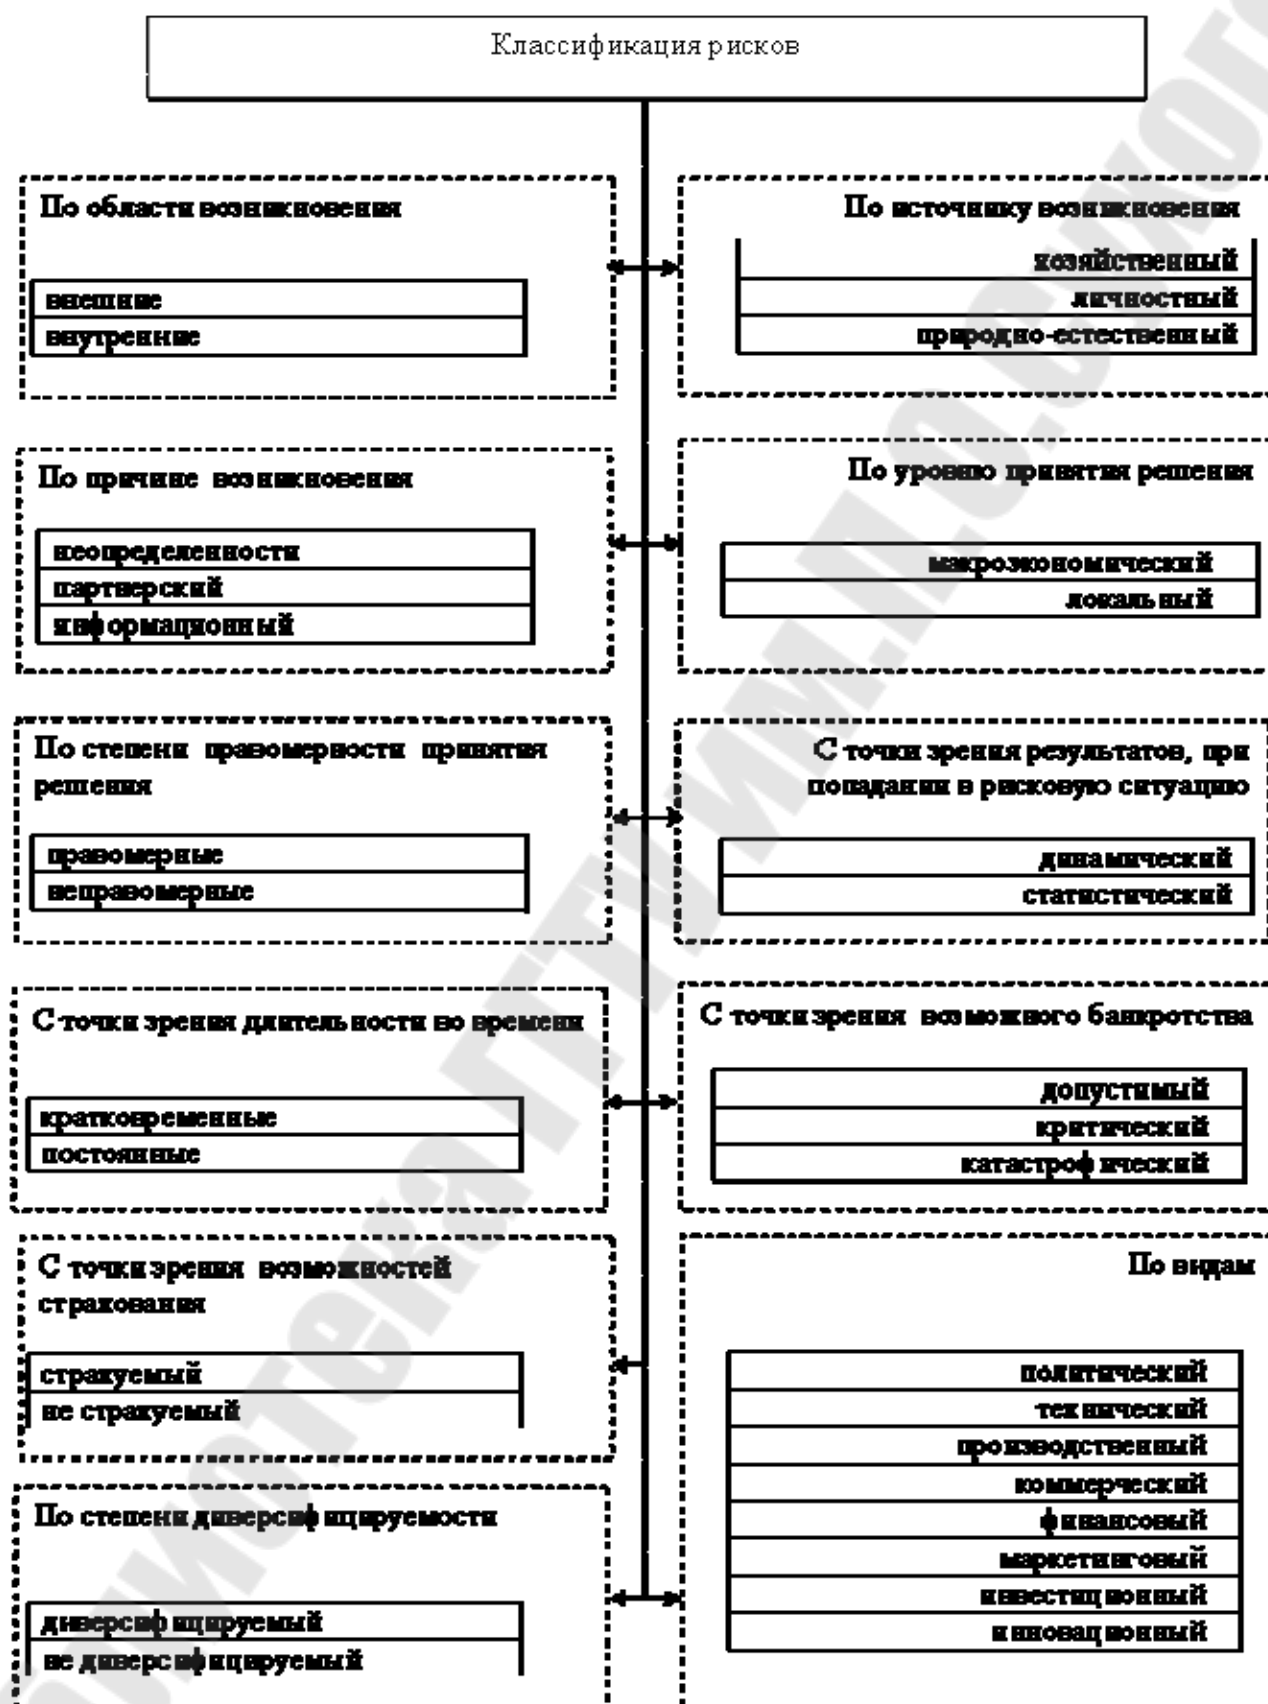 Классификация рисков
По области возникновения
внешние
внутренние
По источнику возникновения
хозяйственный
личностный
природно-естественный
По причине возникновения
неопределенности
партнерский
информационный
По уровню принятия решения
макроэкономический
локальный
По степени правомерности принятия
решения
правомерные
неправомерные
С точки зрения результатов, при
попадании в рисковую ситуацию
динамический
статистический
С точки зрения длительности во времени
кратковременные
постоянные
С точки зрения возможного банкротства
допустимый
критический
катастрофический
С точки зрения возможностей
страхования
страхуемый
не страхуемый
По видам
политический
технический
производственный
коммерческий
финансовый
маркетинговый
инвестиционный
инновационный
По степени диверсифицируемости
диверсифицируемый
не диверсифицируемый